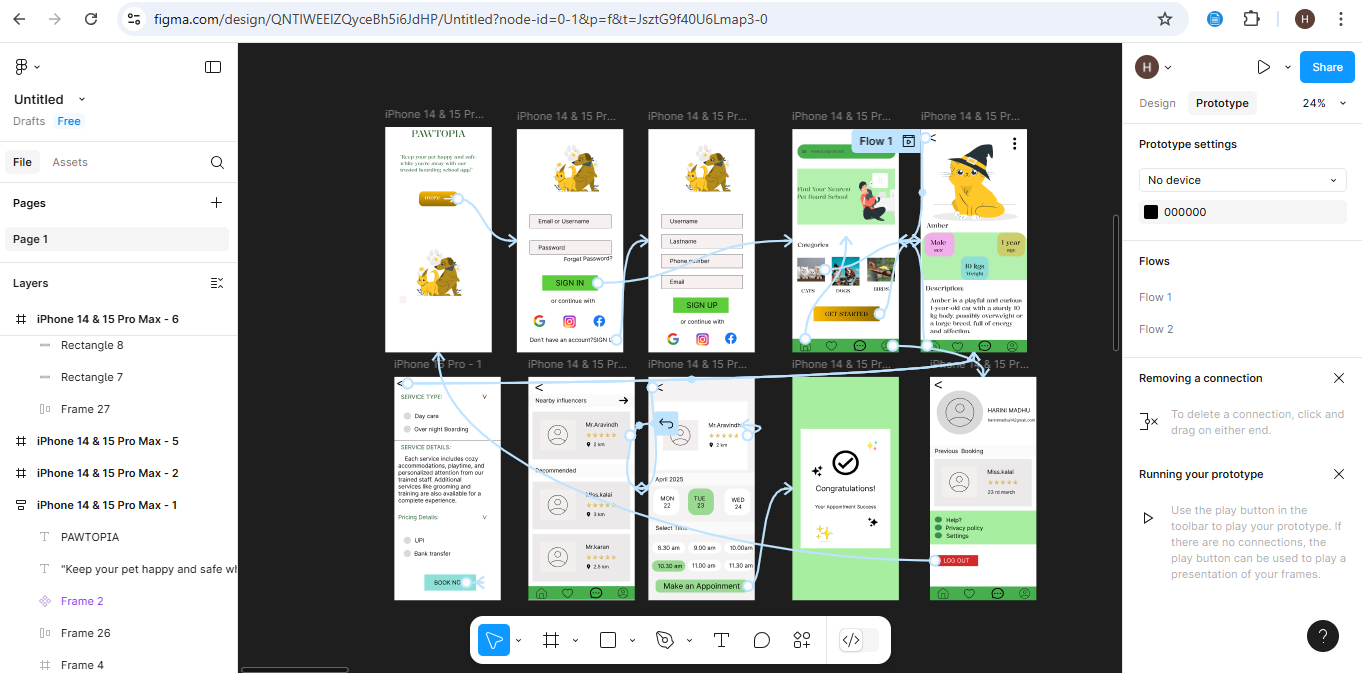 figma.com/design/QNTIWEEIZQyceBh5i6JdHP/Untitled?node-id=0-1&p=f&t=JsztG9f40U6Lmap3-0
H
Untitled
Drafts Free
File Assets
Pages
Page 1
Layers
iPhone 14 & 15 Pro Max - 6
Rectangle 8
Rectangle 7
Frame 27
iPhone 14 & 15 Pro Max - 5
iPhone 14 & 15 Pro Max - 2
iPhone 14 & 15 Pro Max - 1
PAWTOPIA
"Keep your pet happy and safe wh
Frame 2
Frame 26
Frame 4
iPhone 14 & 15 Pr...
PAWTOPIA
"Keep your pet happy and safe
while you're away with our
trusted boarding school app"
more
iPhone 14 & 15 Pr...
Email or Username
Password
Forget Password?
SIGN IN
or continue with
Don't have an account?SIGN U
iPhone 14 & 15 Pr...
Username
Lastname
Phone number
Email
SIGN UP
or continue with
iPhone 14 & 15 Pr...
Flow 1
Find Your Nearest
Pet Board School
Categories
CATS DOGS BIRDS
GET STARTED
iPhone 14 & 15 Pr...
<
Amber
Male
sex
1 year
age
10 kgs
Weight
Description:
Amber is a playful and curious
1-year-old cat with a sturdy 10
kg body, possibly overweight or
a large breed, full of energy
and affection.
iPhone 16 Pro - 1
<
SERVICE TYPE: V
Day care
Over night Boarding
SERVICE DETAILS:
Each service includes cozy
accommodations, playtime, and
personalized attention from our
trained staff. Additional
services like grooming and
training are also available for a
complete experience.
Pricing Details: V
UPI
Bank transfer
BOOK NO
iPhone 14 & 15 Pr...
<
Nearby influencers
Mr.Aravindh
2 km
Recommended
Miss.kalai
3 km
Mr.karan
2.5 km
iPhone 14 & 15 Pr...
<
Mr.Aravindh
2 km
April 2025
MON
22
TUE
23
WED
24
Select Time
8.30 am 9.00 am 10.00am
10.30 am 11.00 am 11.30 am
Make an Appoinment
iPhone 14 & 15 Pr...
Congratulations!
Your Appointment Success
iPhone 14 & 15 Pr...
<
HARINI MADHU
Previous Booking
Miss.kalai
23 rd march
Help?
Privacy policy
Settings
LOG OUT
H
Share
Design Prototype 24%
Prototype settings
No device
000000
Flows
Flow 1
Flow 2
Removing a connection
To delete a connection, click and
drag on either end.
Running your prototype
Use the play button in the
toolbar to play your prototype. If
there are no connections, the
play button can be used to play a
presentation of your frames.
?